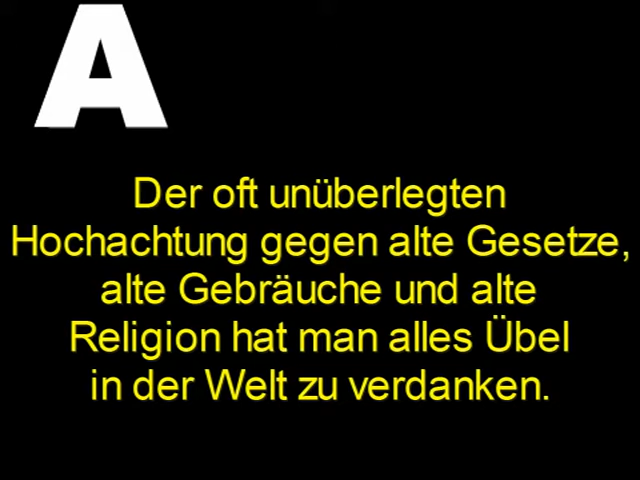 A
Der oft unüberlegten
Hochachtung gegen alte Gesetze,
alte Gebräuche und alte
Religion hat man alles Übel
in der Welt zu verdanken.